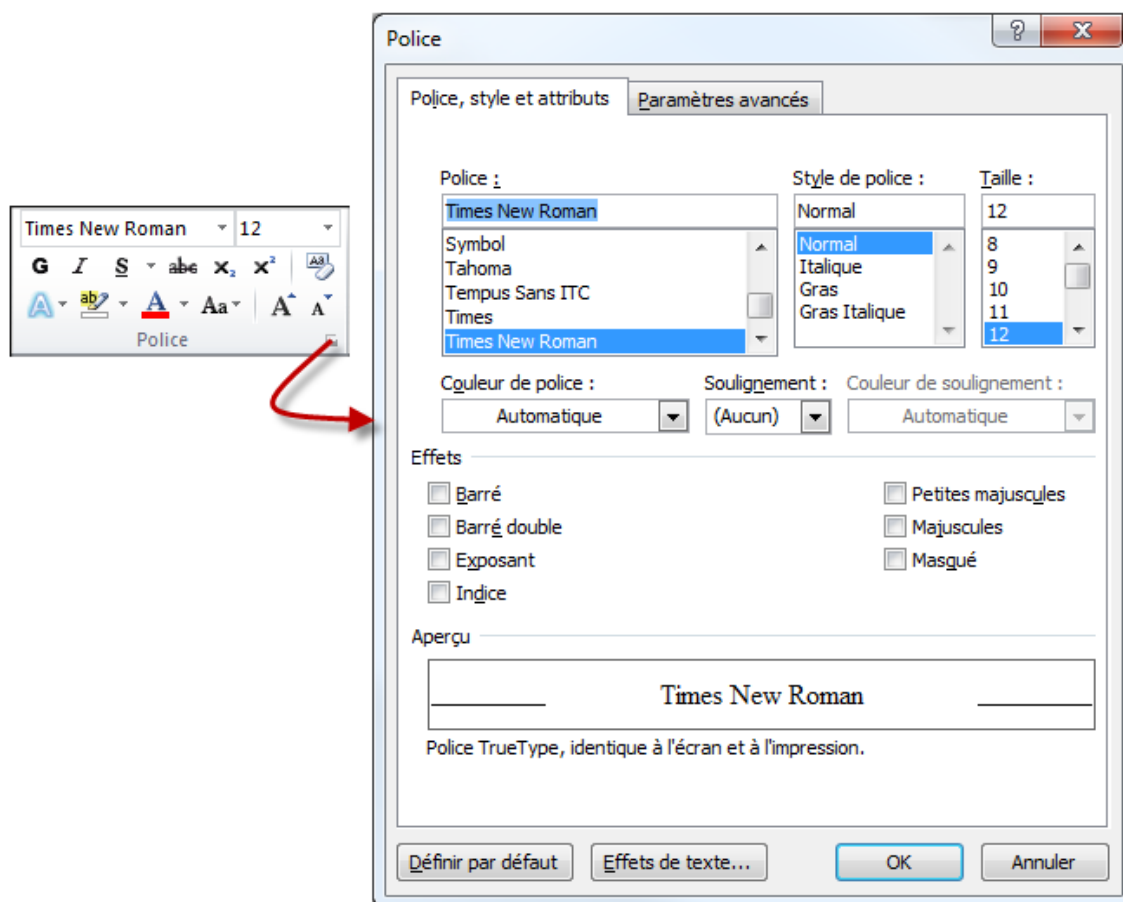 Times New Roman 12
G I S abc X₂ X² Aa
A ab A Aa A A
Police
Police
Police, style et attributs Paramètres avancés
Police : Style de police : Taille :
Times New Roman Normal 12
Symbol Normal 8
Tahoma Italique 9
Tempus Sans ITC Gras 10
Times Gras Italique 11
Times New Roman 12
Couleur de police : Soulignement : Couleur de soulignement :
Automatique (Aucun) Automatique
Effets
Barré Petites majuscules
Barré double Majuscules
Exposant Masqué
Indice
Aperçu
Times New Roman
Police TrueType, identique à l'écran et à l'impression.
Définir par défaut Effets de texte... OK Annuler